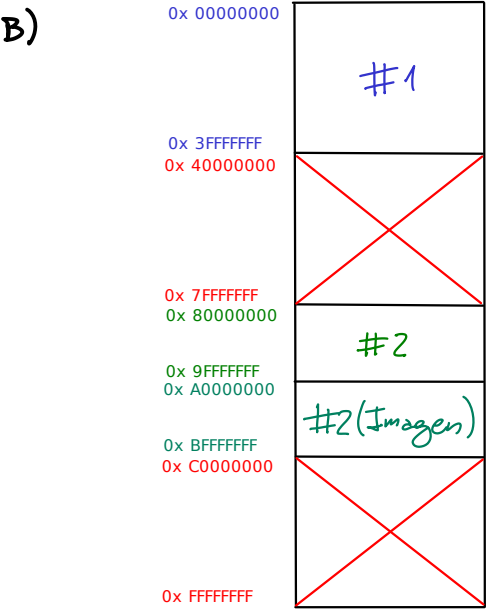 B)
0x 00000000
#1
0x 3FFFFFFF
0x 40000000
0x 7FFFFFFF
0x 80000000
#2
0x 9FFFFFFF
0x A0000000
#2(Imagen)
0x BFFFFFFF
0x C0000000
0x FFFFFFFF